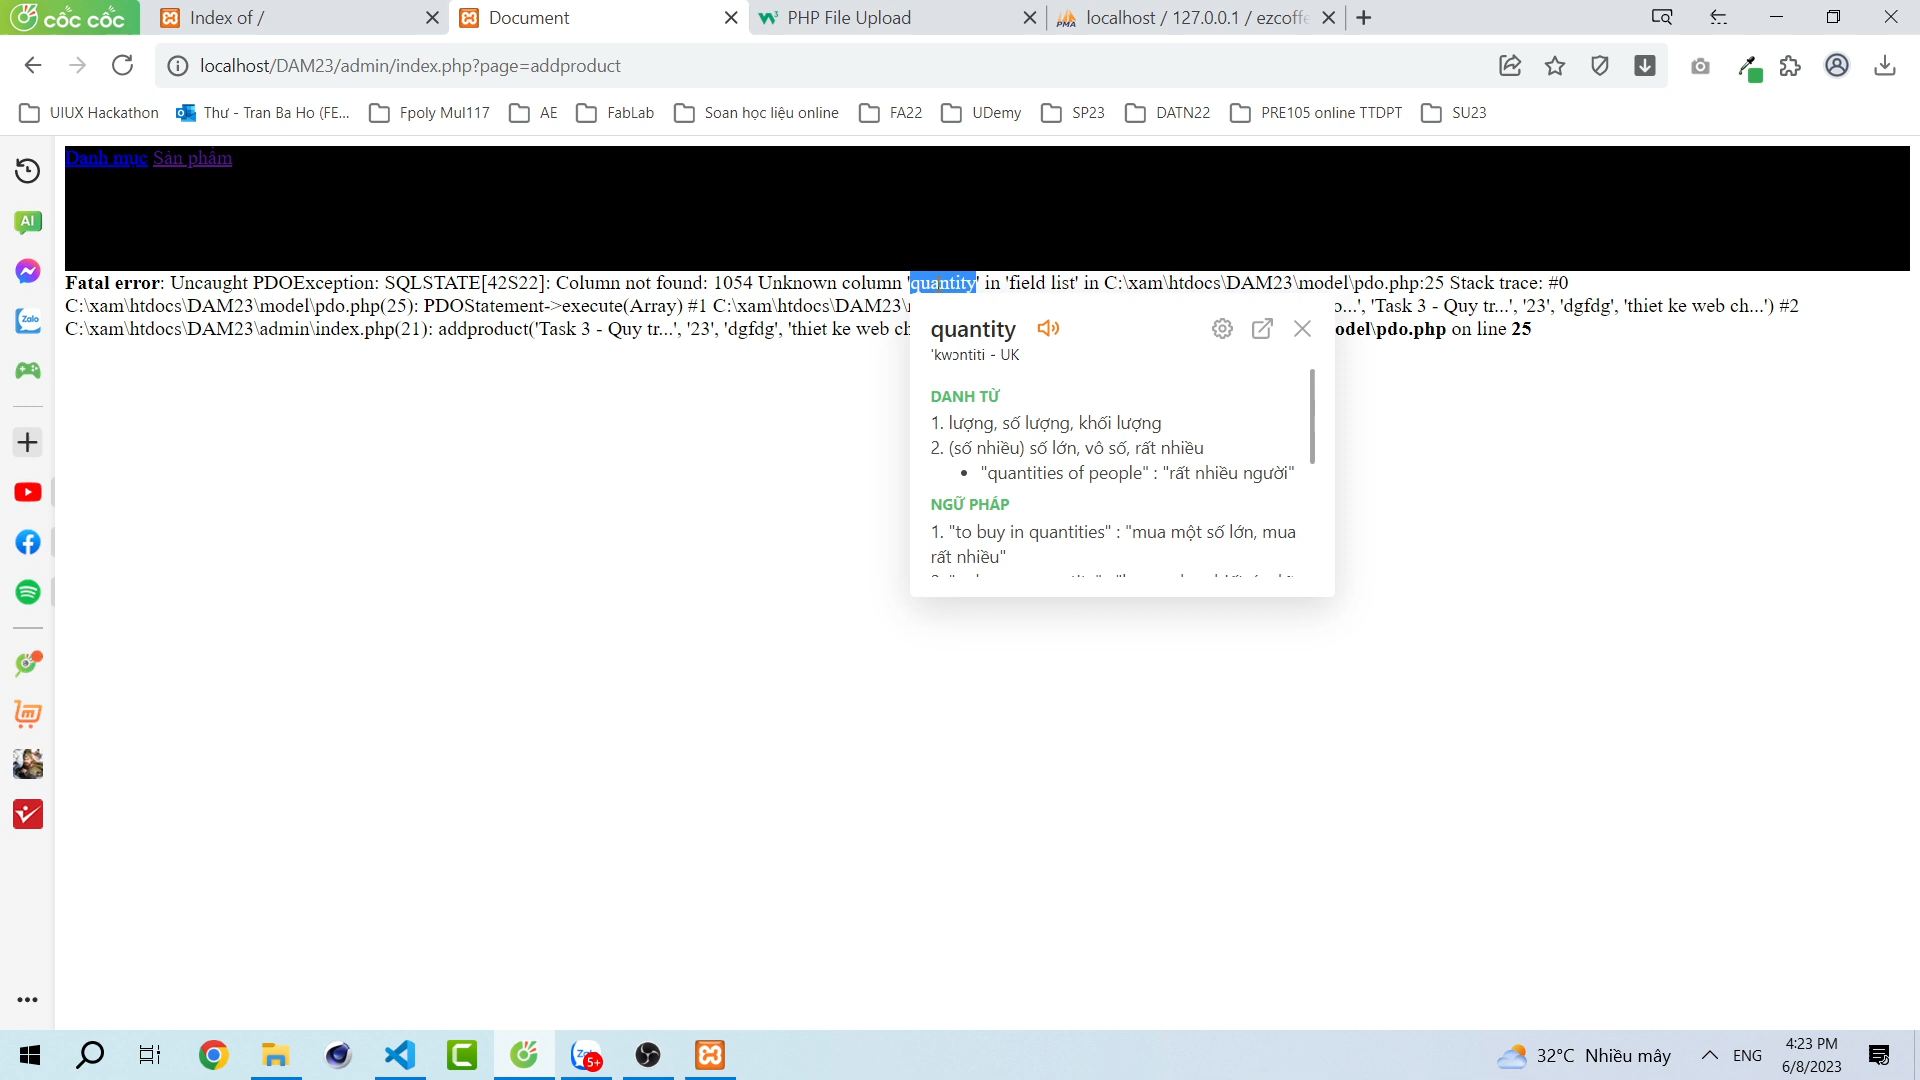 cốc cốc
Index of /
Document
PHP File Upload
localhost / 127.0.0.1 / ezcoffe
localhost/DAM23/admin/index.php?page=addproduct
UIUX Hackathon
Thư - Tran Ba Ho (FE...
Fpoly Mul117
AE
FabLab
Soan học liệu online
FA22
UDemy
SP23
DATN22
PRE105 online TTDPT
SU23
Danh mục Sản phẩm
Fatal error: Uncaught PDOException: SQLSTATE[42S22]: Column not found: 1054 Unknown column 'quantity' in 'field list' in C:\xam\htdocs\DAM23\model\pdo.php:25 Stack trace: #0
C:\xam\htdocs\DAM23\model\pdo.php(25): PDOStatement->execute(Array) #1 C:\xam\htdocs\DAM23\ o...', 'Task 3 - Quy tr...', '23', 'dgfdg', 'thiet ke web ch...') #2
C:\xam\htdocs\DAM23\admin\index.php(21): addproduct('Task 3 - Quy tr...', '23', 'dgfdg', 'thiet ke web ch odel\pdo.php on line 25
quantity
'kwɔntiti - UK
DANH TỪ
1. lượng, số lượng, khối lượng
2. (số nhiều) số lớn, vô số, rất nhiều
• "quantities of people" : "rất nhiều người"
NGỮ PHÁP
1. "to buy in quantities" : "mua một số lớn, mua
rất nhiều"
AI
Zalo
5+
32°C Nhiều mây
ENG
4:23 PM
6/8/2023